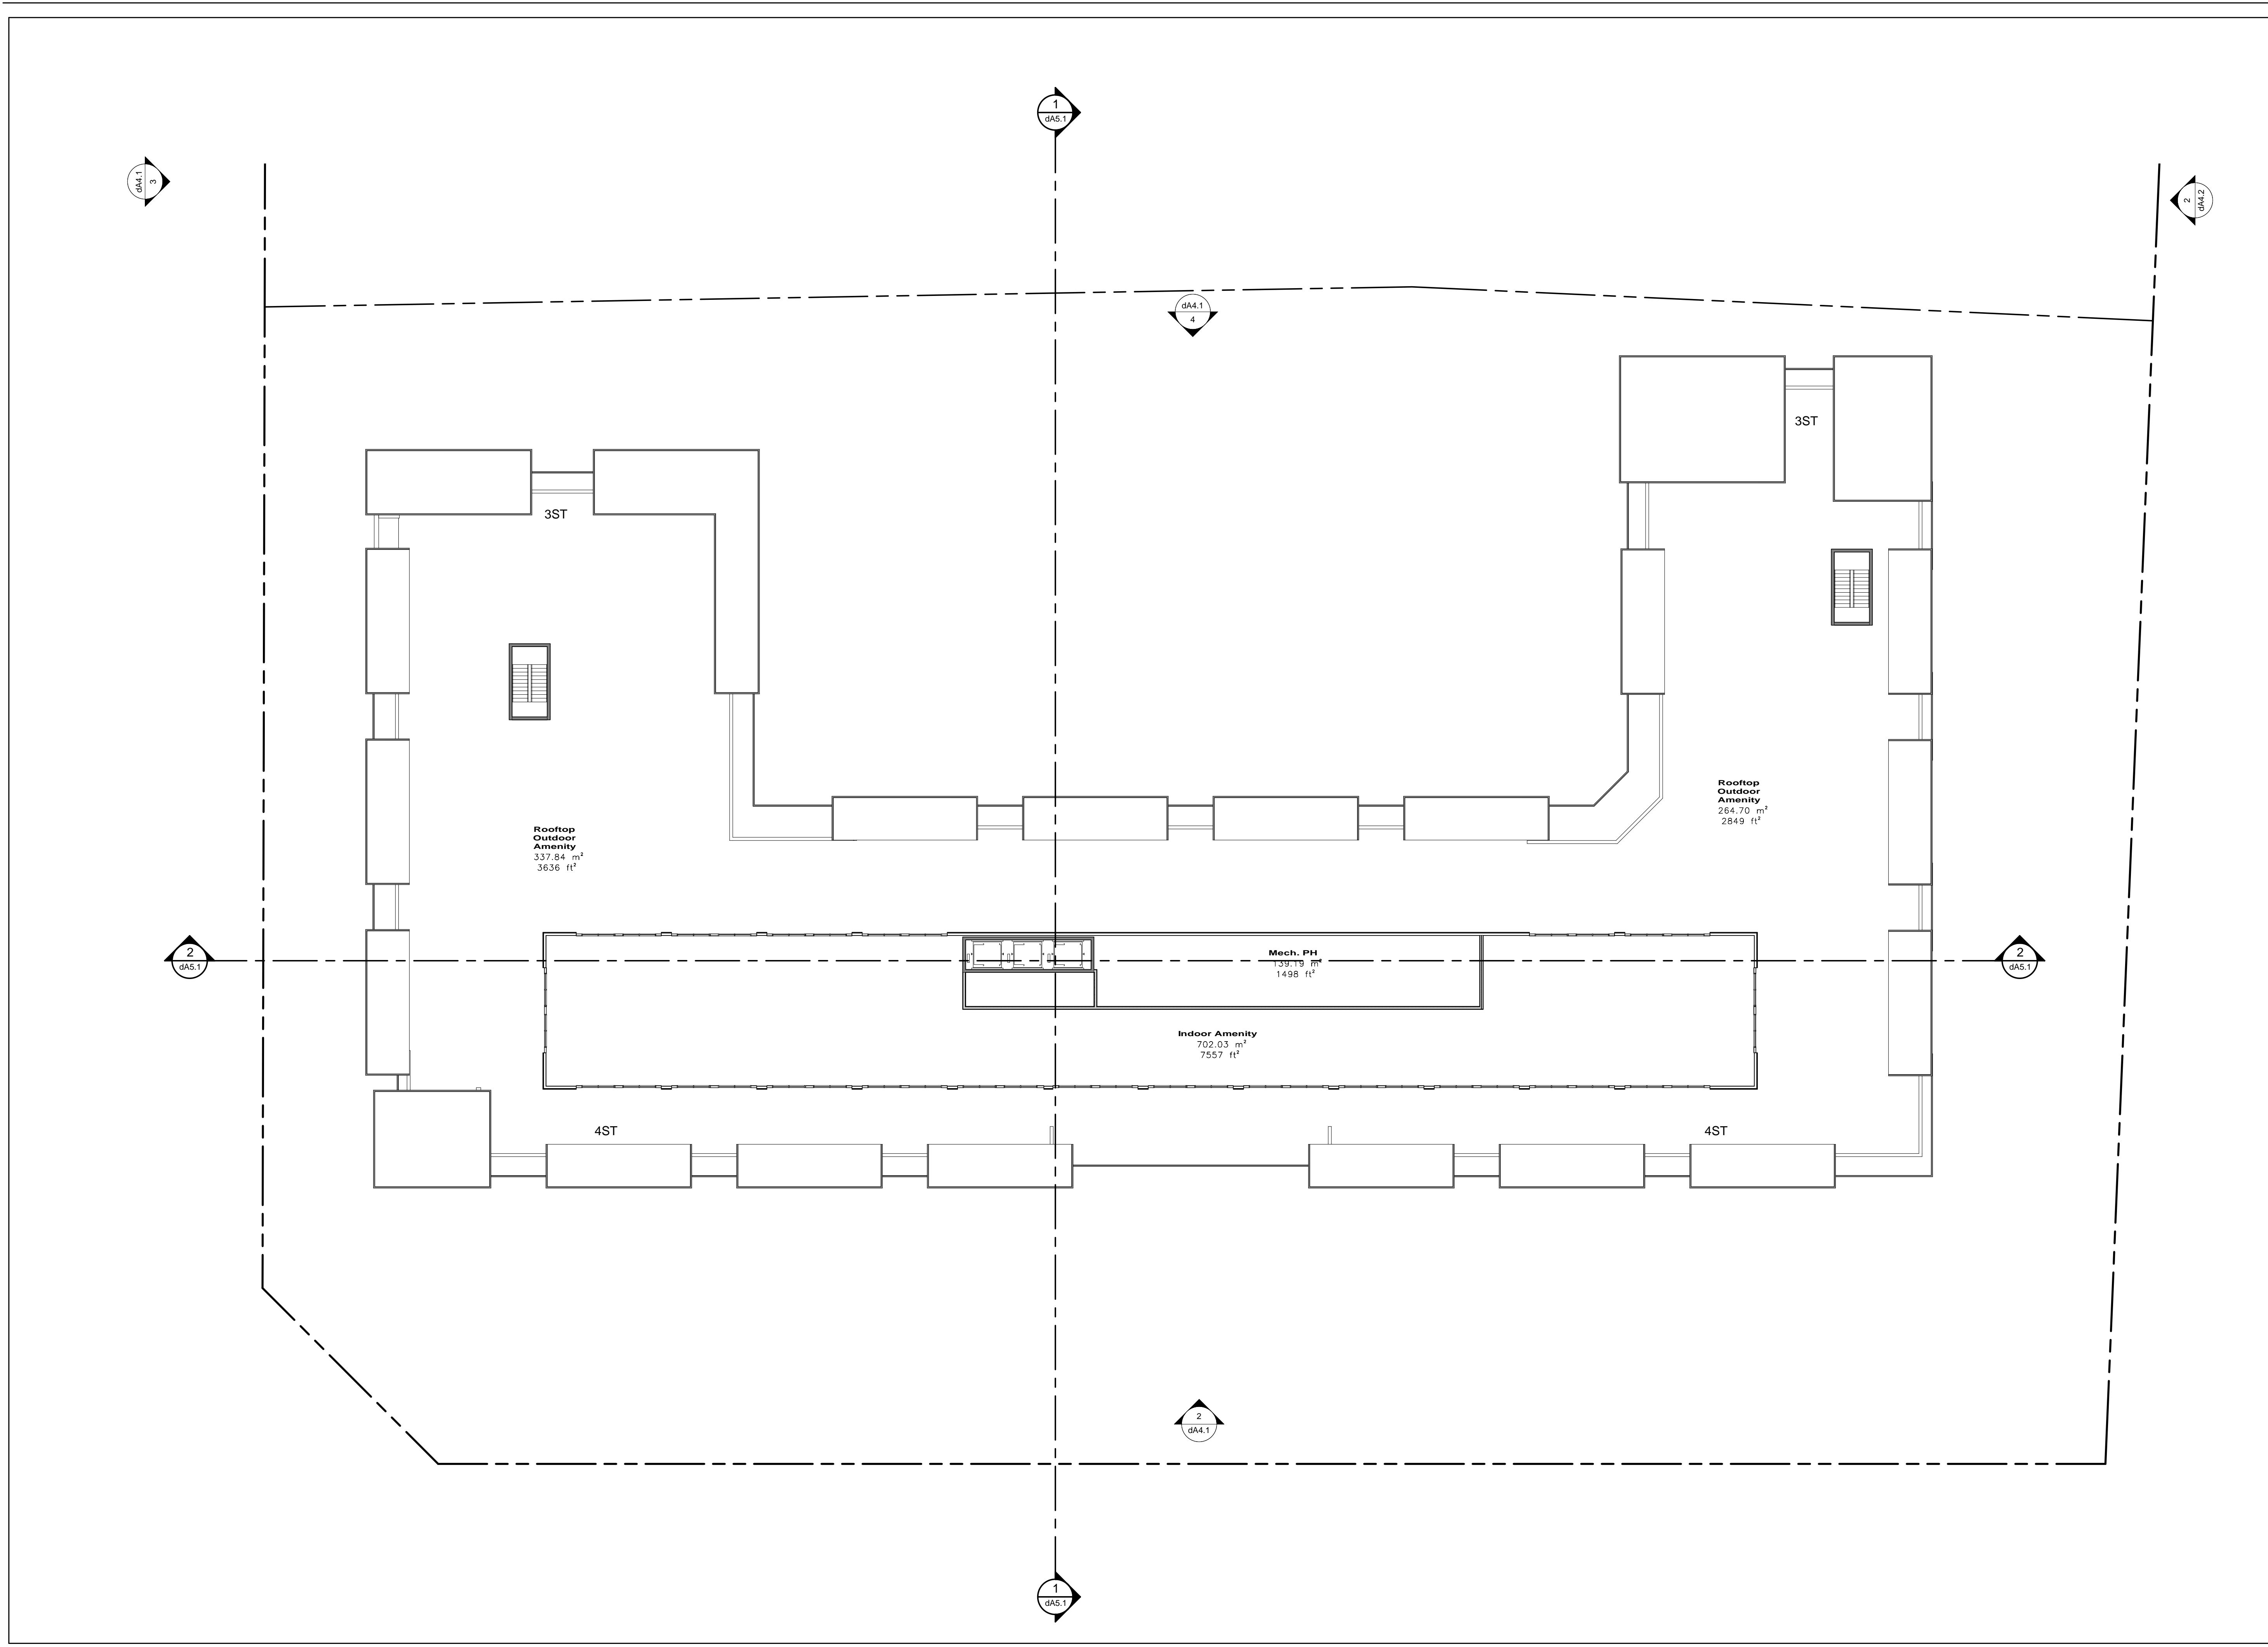 1
dA5.1
dA4.1
3
2
dA4.2
dA4.1
4
3ST
3ST
Rooftop
Outdoor
Amenity
264.70 m²
2849 ft²
Rooftop
Outdoor
Amenity
337.84 m²
3636 ft²
2
dA5.1
Mech. PH
139.19 m²
1498 ft²
2
dA5.1
Indoor Amenity
702.03 m²
7557 ft²
4ST
4ST
2
dA4.1
1
dA5.1